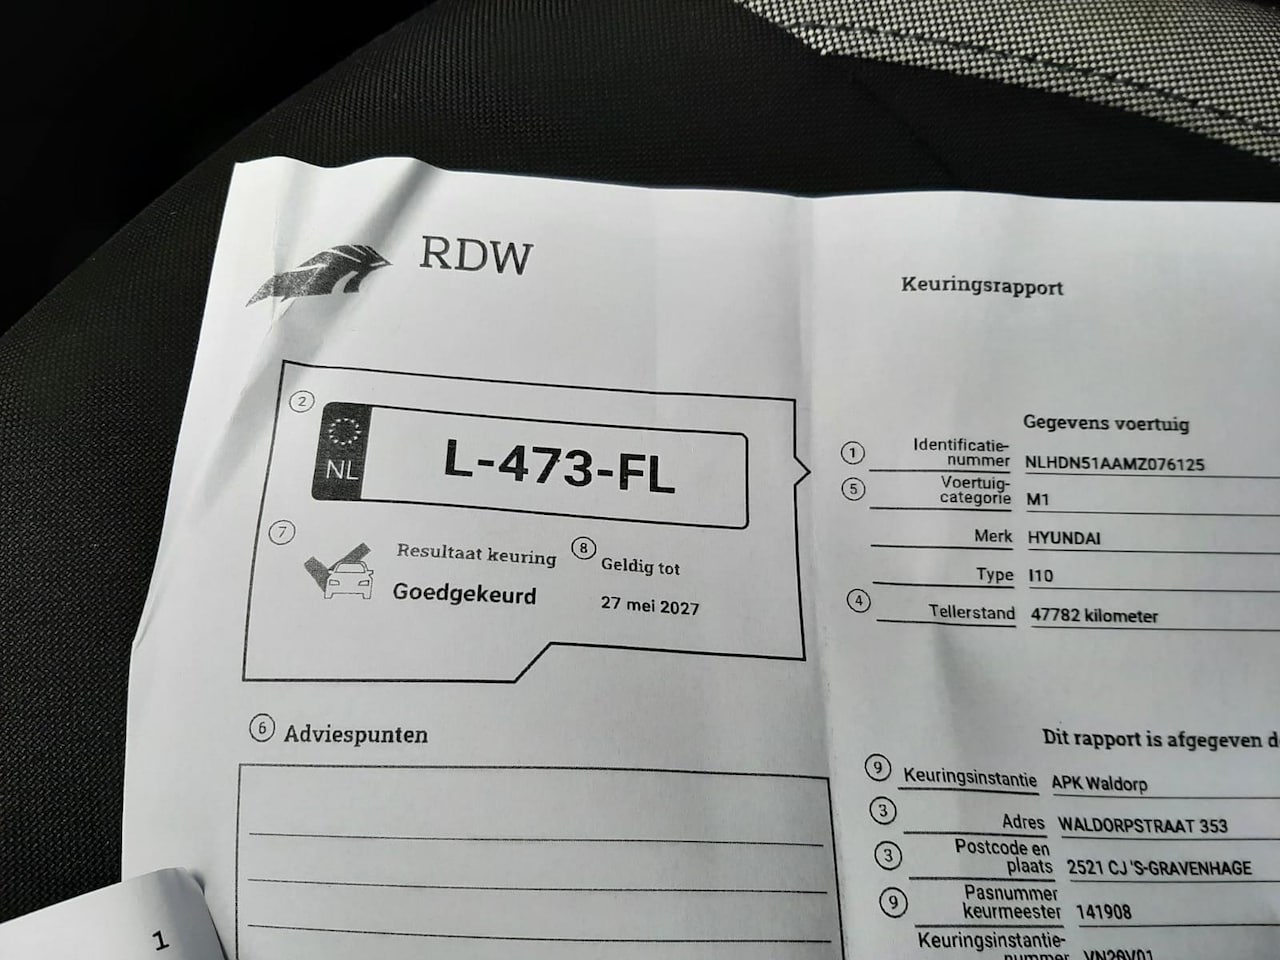 RDW
Keuringsrapport
2
NL
L-473-FL
7
Resultaat keuring
Goedgekeurd
8
Geldig tot
27 mei 2027
Gegevens voertuig
1 Identificatie-
nummer NLHDN51AAMZ076125
5 Voertuig-
categorie M1
Merk HYUNDAI
Type I10
4 Tellerstand 47782 kilometer
6 Adviespunten
Dit rapport is afgegeven d
9 Keuringsinstantie APK Waldorp
3 Adres WALDORPSTRAAT 353
3 Postcode en
plaats 2521 CJ 'S-GRAVENHAGE
9 Pasnummer
keurmeester 141908
Keuringsinstantie-
nummer
1